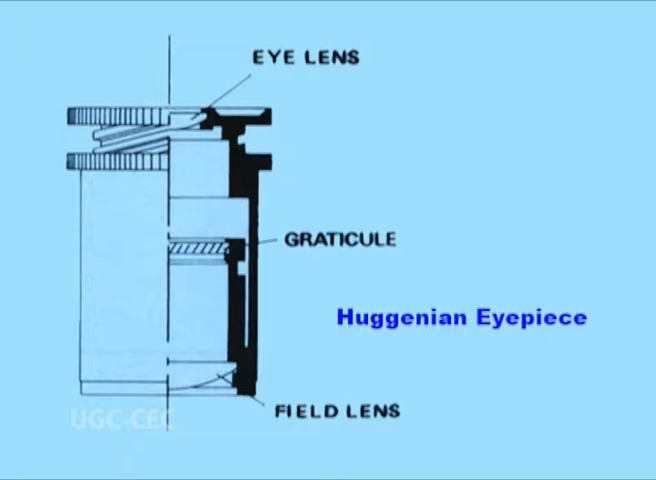 EYE LENS
GRATICULE
Huggenian Eyepiece
FIELD LENS
UGC-CEC